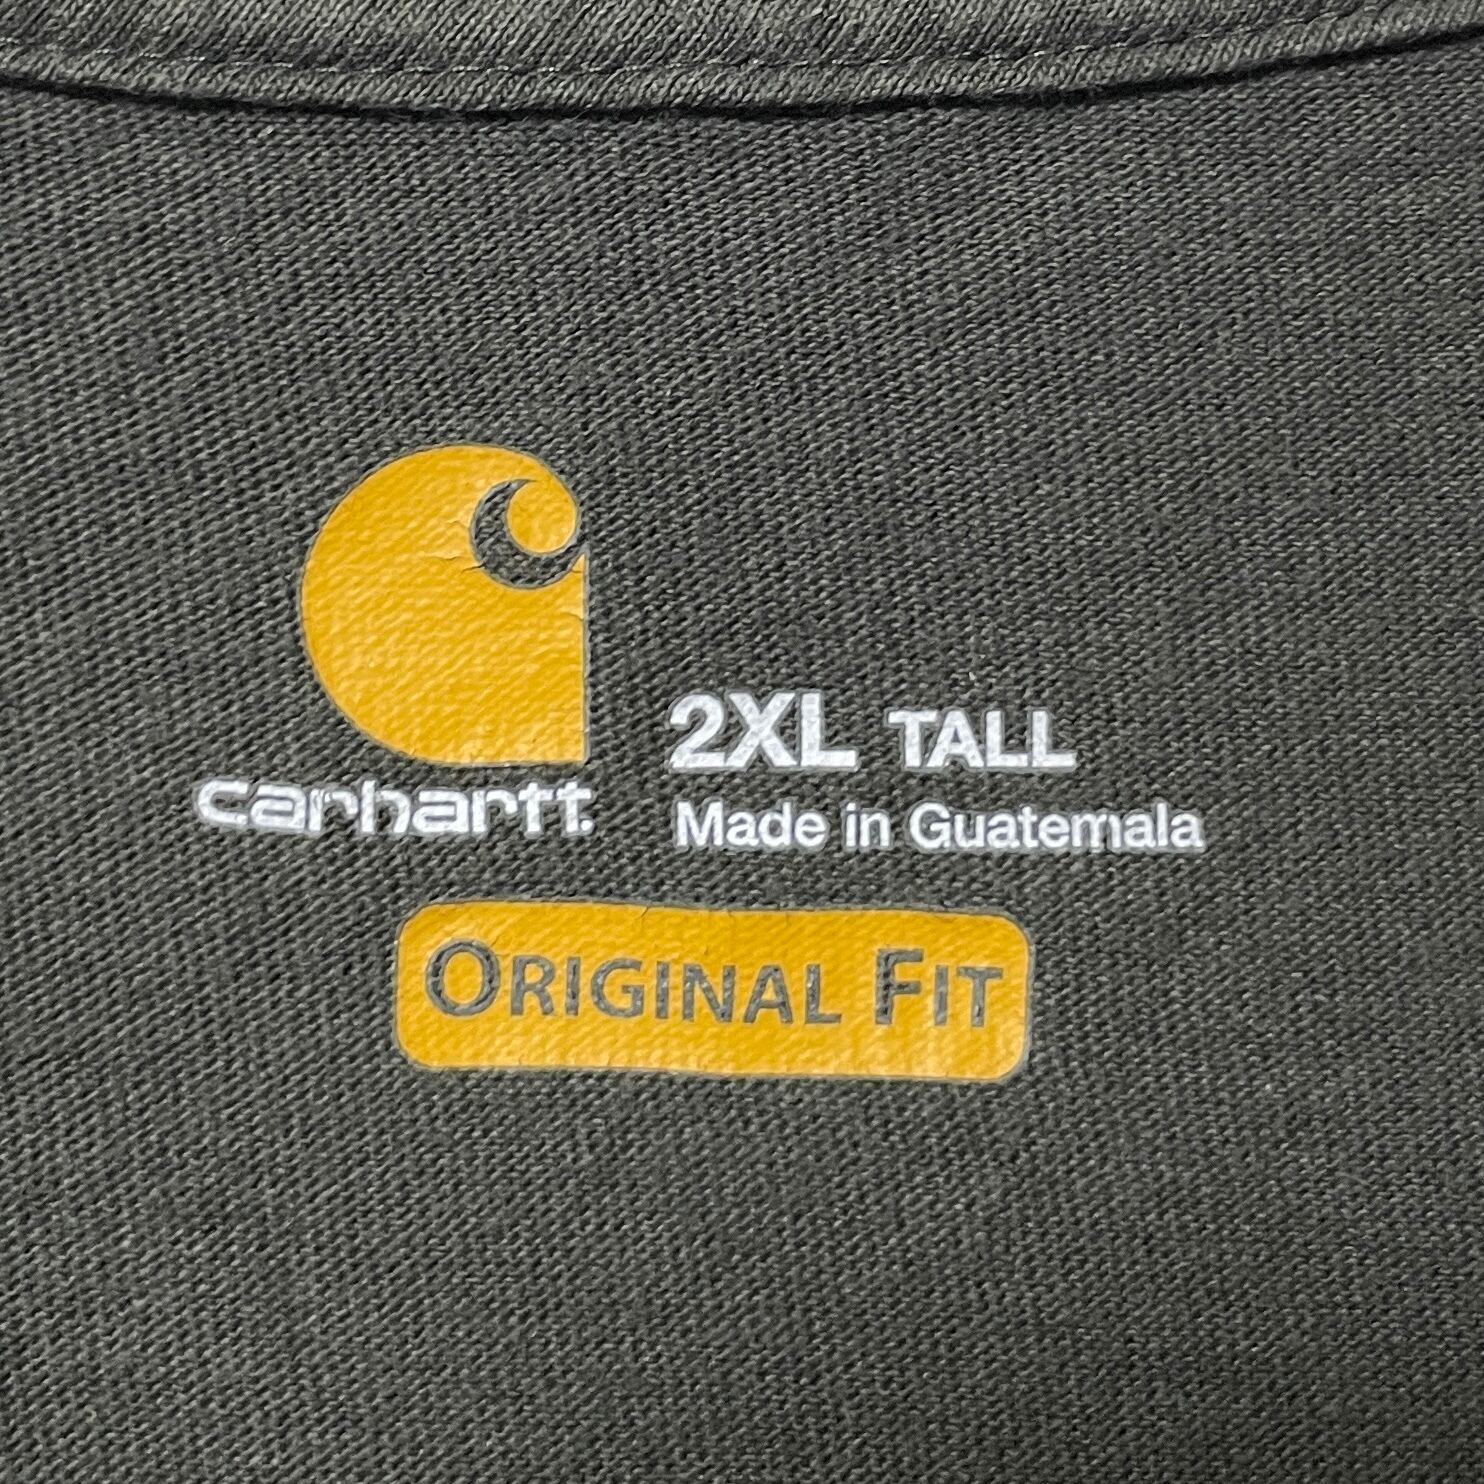 carhartt.
2XL TALL
Made in Guatemala
ORIGINAL FIT